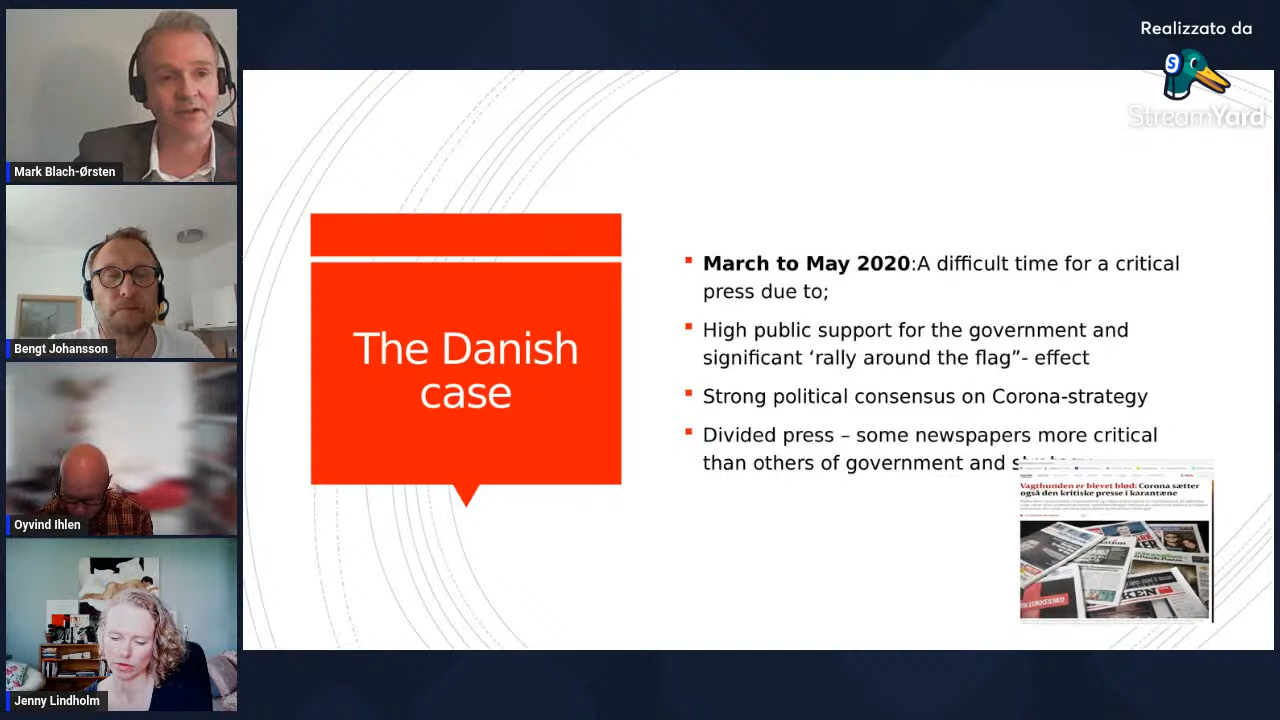 Realizzato da
StreamYard
Mark Blach-Ørsten
Bengt Johansson
Oyvind Ihlen
Jenny Lindholm
The Danish
case
March to May 2020:A difficult time for a critical
press due to;
High public support for the government and
significant ‘rally around the flag”- effect
Strong political consensus on Corona-strategy
Divided press – some newspapers more critical
than others of government and
Vagthunden er blevet blød: Corona sætter
også den kritiske presse i karantæne